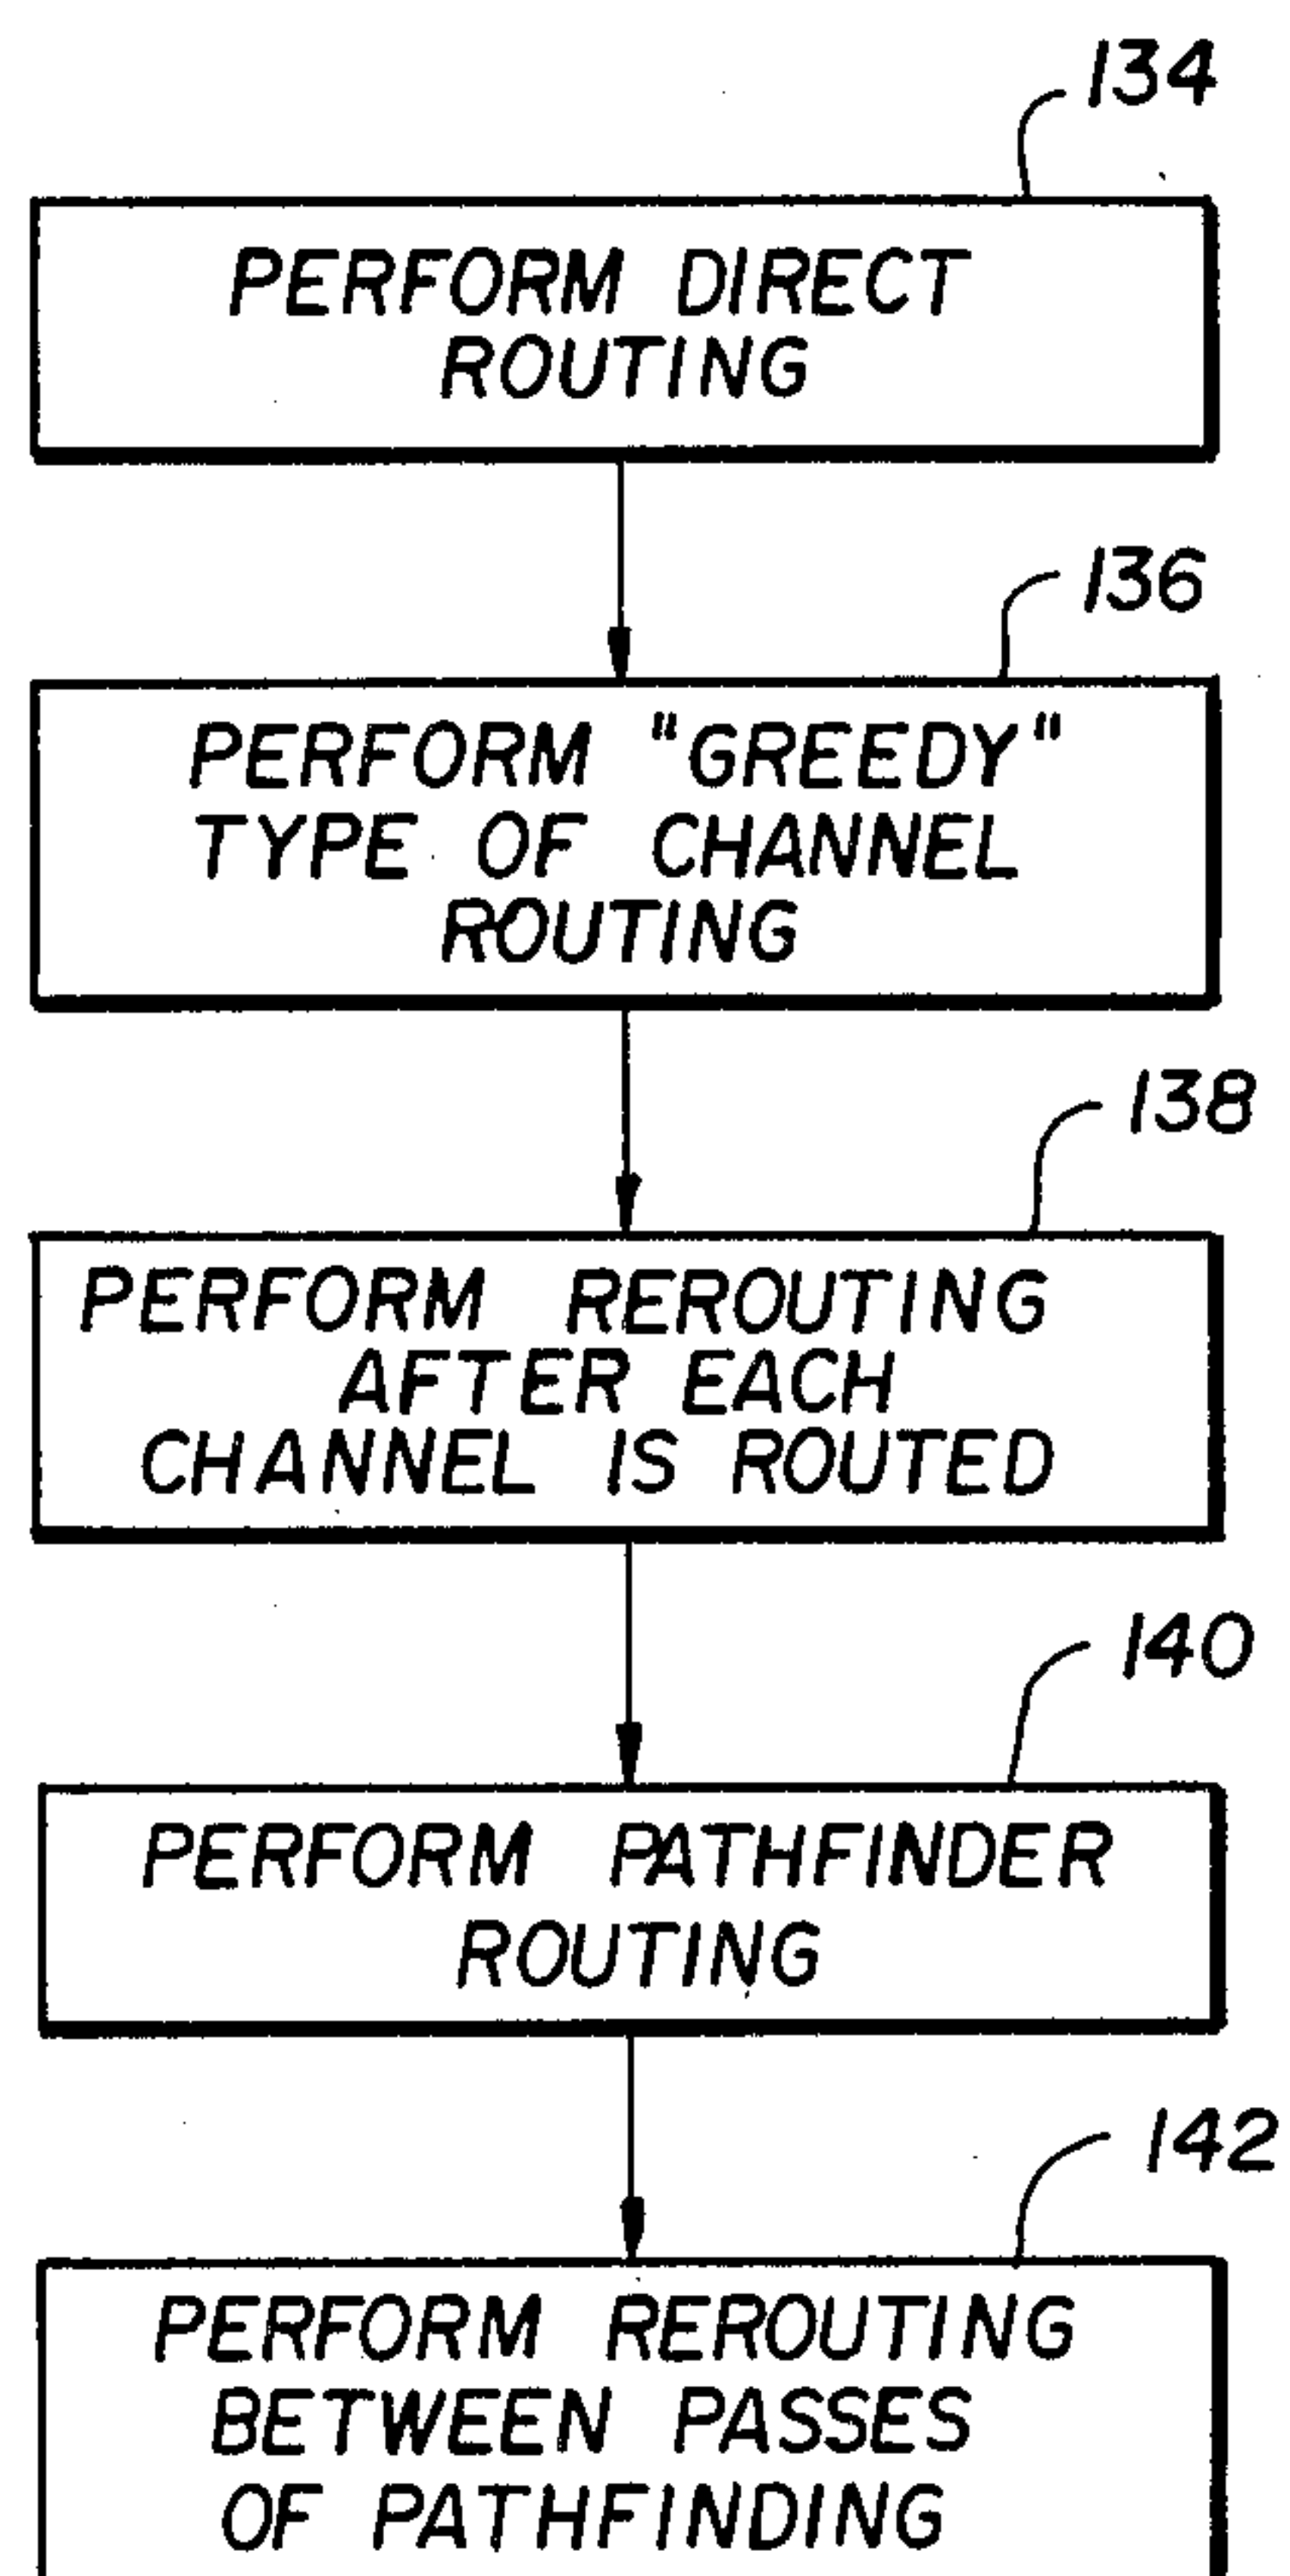 134
PERFORM DIRECT
ROUTING
136
PERFORM "GREEDY"
TYPE OF CHANNEL
ROUTING
138
PERFORM REROUTING
AFTER EACH
CHANNEL IS ROUTED
140
PERFORM PATHFINDER
ROUTING
142
PERFORM REROUTING
BETWEEN PASSES
OF PATHFINDING